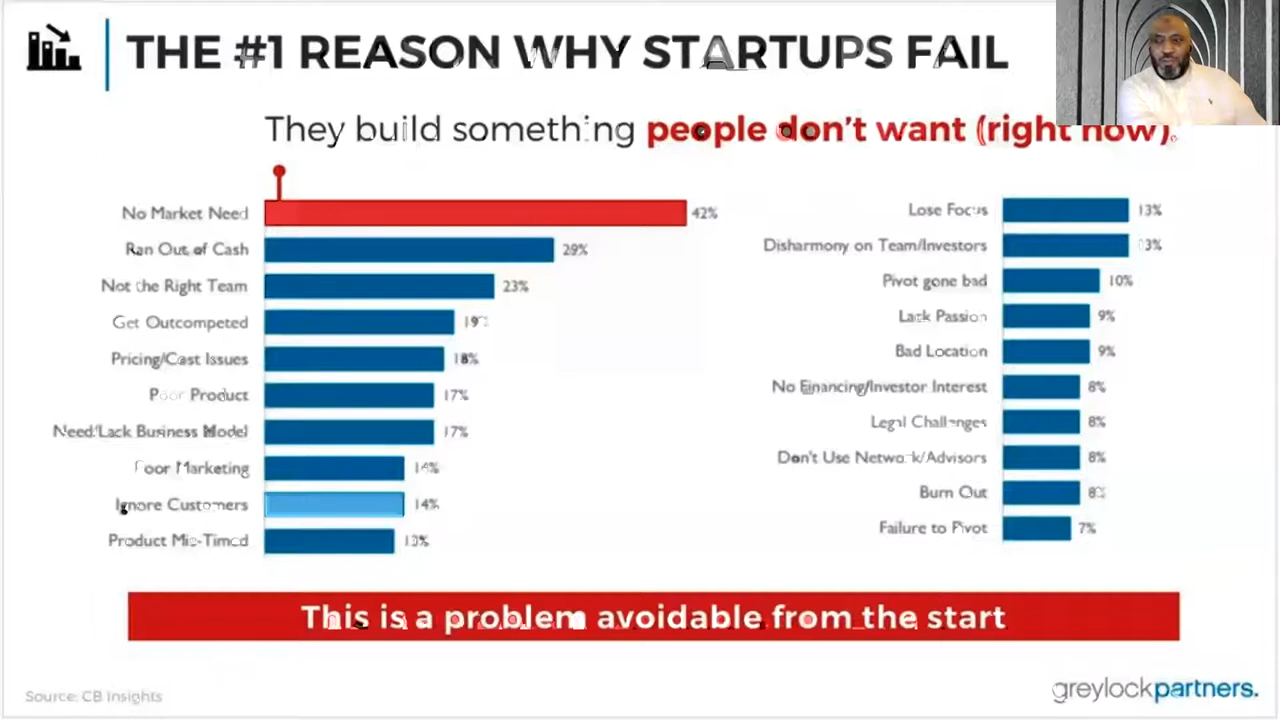 THE #1 REASON WHY STARTUPS FAIL
They build something people don't want (right now).
No Market Need 42%
Ran Out of Cash 29%
Not the Right Team 23%
Get Outcompeted 19%
Pricing/Cost Issues 18%
Poor Product 17%
Need/Lack Business Model 17%
Poor Marketing 14%
Ignore Customers 14%
Product Mis-Timed 13%
Lose Focus 13%
Disharmony on Team/Investors 13%
Pivot gone bad 10%
Lack Passion 9%
Bad Location 9%
No Financing/Investor Interest 8%
Legal Challenges 8%
Don't Use Network/Advisors 8%
Burn Out 8%
Failure to Pivot 7%
This is a problem avoidable from the start
Source: CB Insights
greylockpartners.